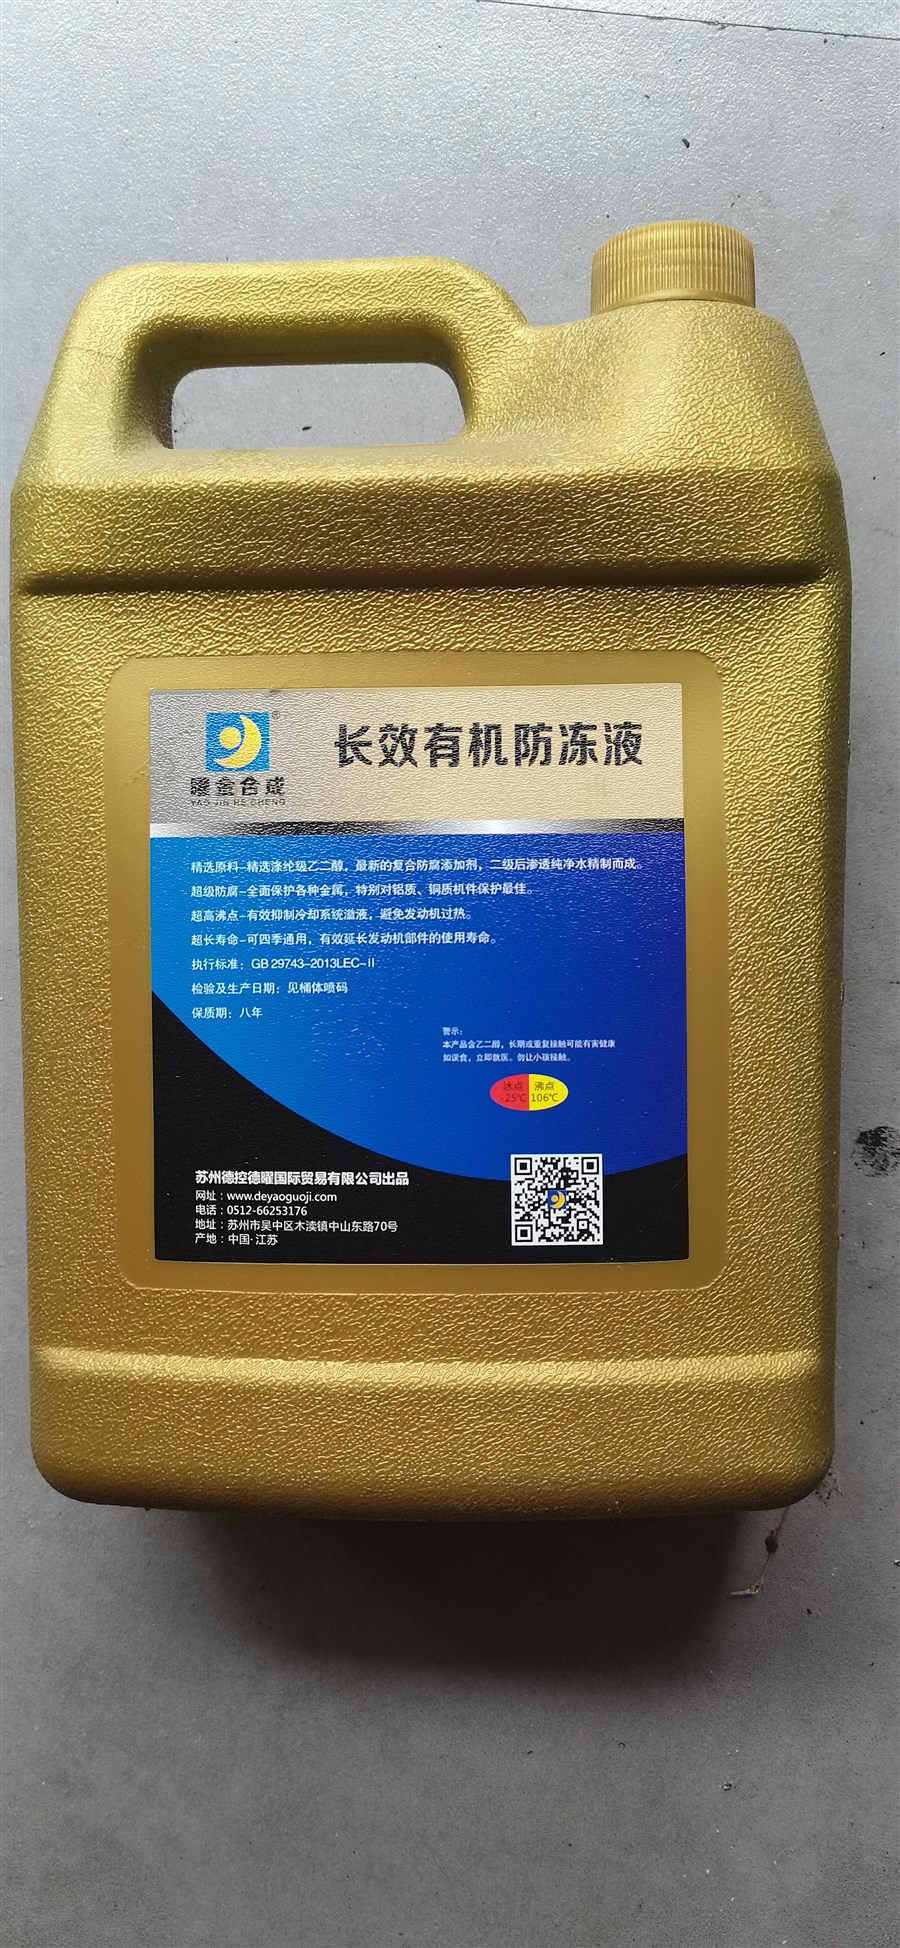 ®
曜金合成
YAO JIN HE CHENG
长效有机防冻液
精选原料-精选涤纶级乙二醇，最新的复合防腐添加剂，二级后渗透纯净水精制而成。
超级防腐-全面保护各种金属，特别对铝质、铜质机件保护最佳。
超高沸点-有效抑制冷却系统溢液，避免发动机过热。
超长寿命-可四季通用，有效延长发动机部件的使用寿命。
执行标准：GB 29743-2013LEC-II
检验及生产日期：见桶体喷码
保质期：八年
警示：
本产品含乙二醇，长期或重复接触可能有害健康
如误食，立即就医。勿让小孩接触。
冰点 沸点
-25℃ 106℃
苏州德控德曜国际贸易有限公司出品
网址：www.deyaoguoji.com
电话：0512-66253176
地址：苏州市吴中区木渎镇中山东路70号
产地：中国·江苏